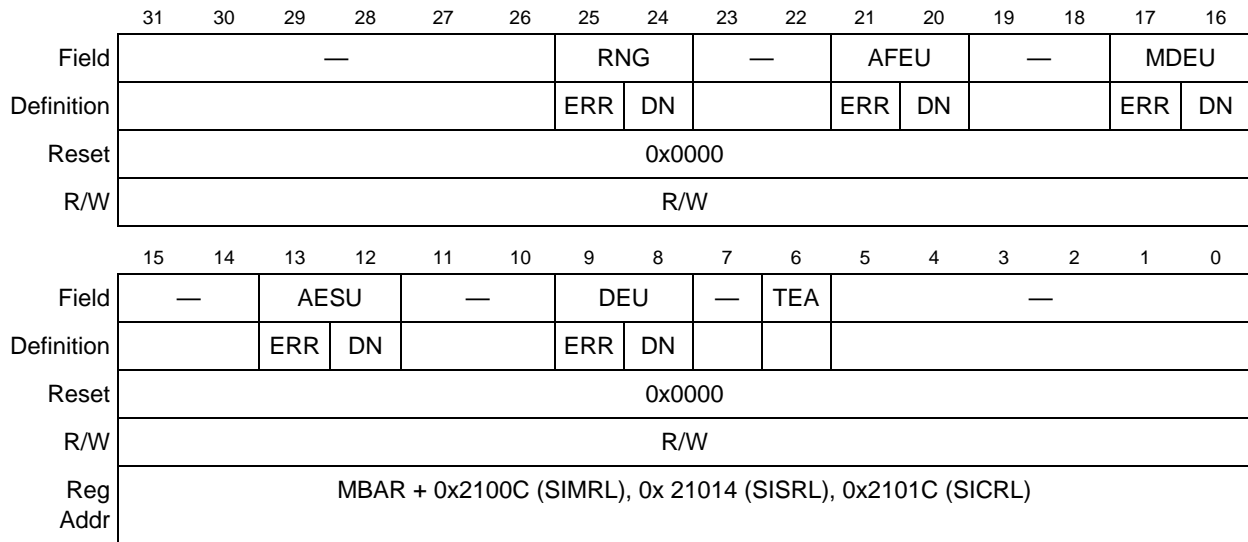 31 30 29 28 27 26 25 24 23 22 21 20 19 18 17 16
Field — RNG — AFEU — MDEU
Definition ERR DN ERR DN ERR DN
Reset 0x0000
R/W R/W
15 14 13 12 11 10 9 8 7 6 5 4 3 2 1 0
Field — AESU — DEU — TEA —
Definition ERR DN ERR DN
Reset 0x0000
R/W R/W
Reg MBAR + 0x2100C (SIMRL), 0x 21014 (SISRL), 0x2101C (SICRL)
Addr